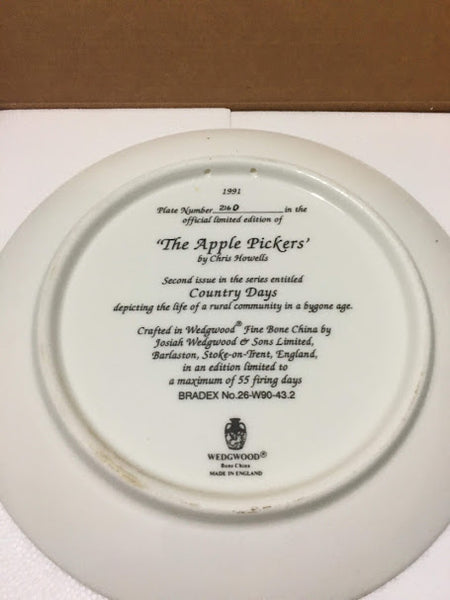 1991
Plate Number 2160 in the
official limited edition of
'The Apple Pickers'
by Chris Howells
Second issue in the series entitled
Country Days
depicting the life of a rural community in a bygone age.
Crafted in Wedgwood® Fine Bone China by
Josiah Wedgwood & Sons Limited,
Barlaston, Stoke-on-Trent, England,
in an edition limited to
a maximum of 55 firing days
BRADEX No.26-W90-43.2
WEDGWOOD®
Bone China
MADE IN ENGLAND